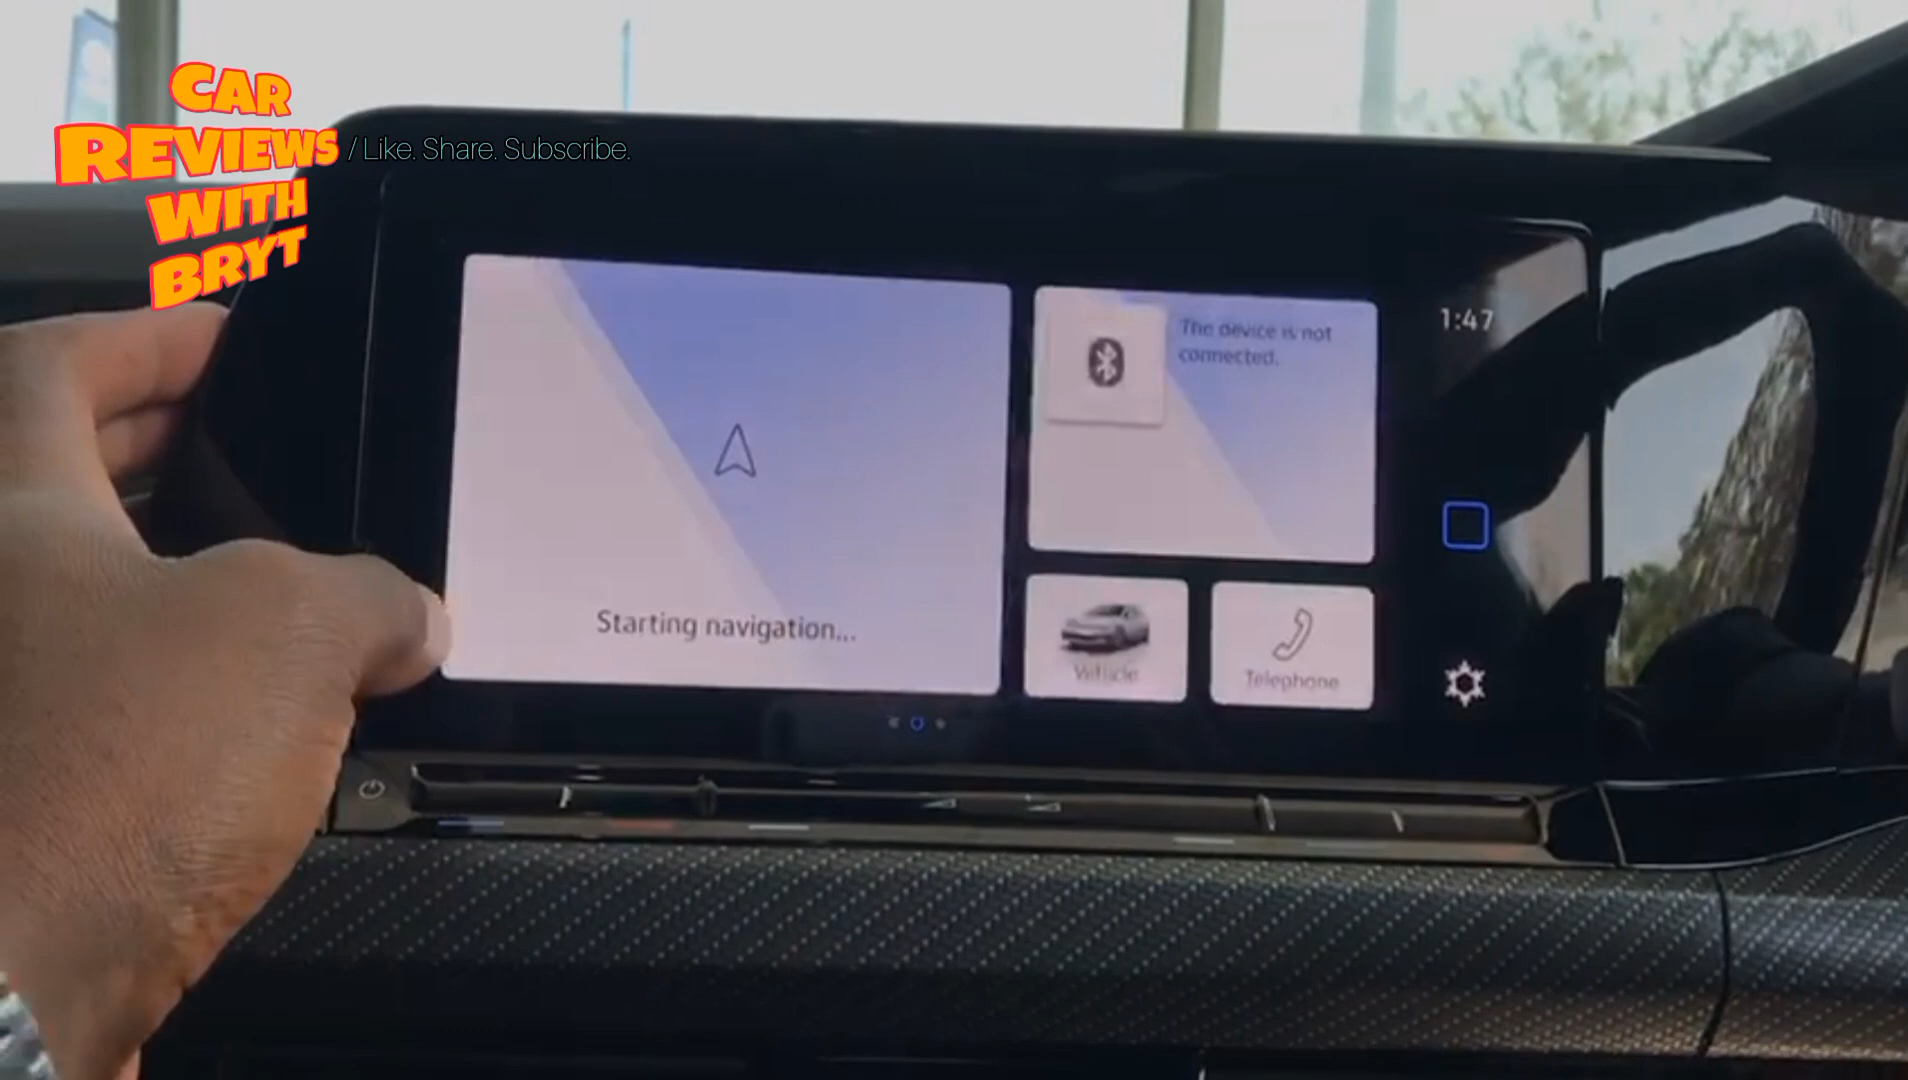 CAR
REVIEWS
WITH
BRYT
/ Like. Share. Subscribe.
The device is not
connected.
1:47
Starting navigation...
Vehicle
Telephone